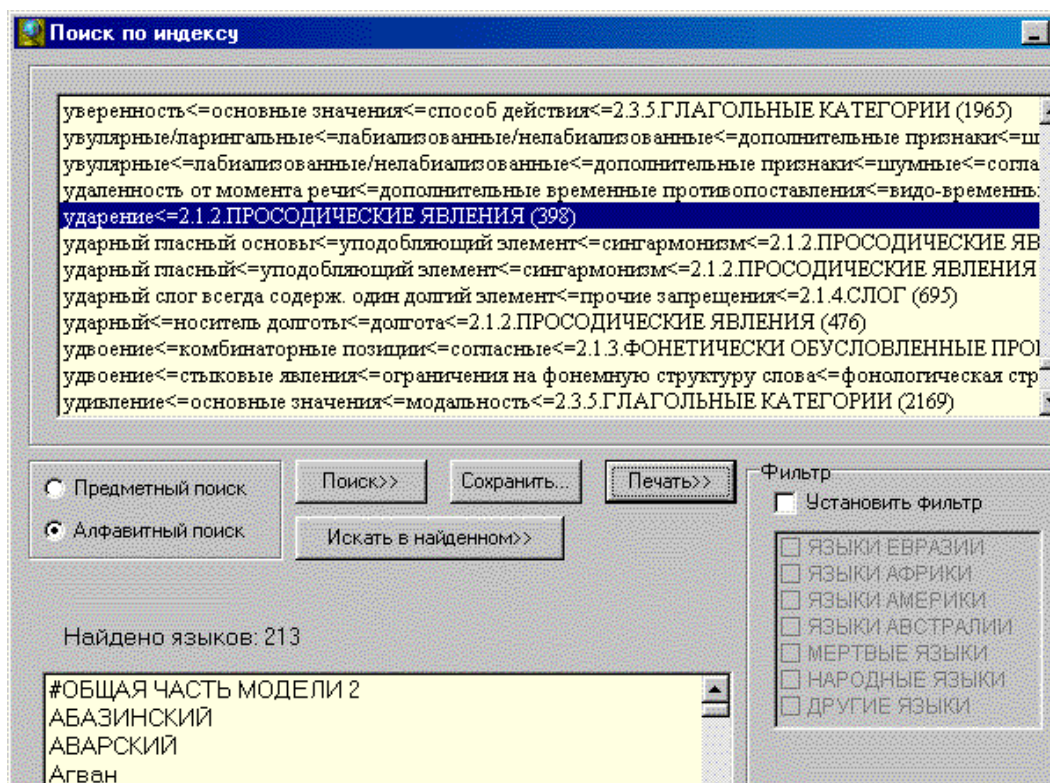 Поиск по индексу
уверенность<=основные значения<=способ действия<=2.3.5.ГЛАГОЛЬНЫЕ КАТЕГОРИИ (1965)
увулярные/ларингальные<=лабиализованные/нелабиализованные<=дополнительные признаки<=ш
увулярные<=лабиализованные/нелабиализованные<=дополнительные признаки<=шумные<=согла
удаленность от момента речи<=дополнительные временные противопоставления<=видо-временны
ударение<=2.1.2.ПРОСОДИЧЕСКИЕ ЯВЛЕНИЯ (398)
ударный гласный основы<=уподобляющий элемент<=сингармонизм<=2.1.2.ПРОСОДИЧЕСКИЕ ЯВ
ударный гласный<=уподобляющий элемент<=сингармонизм<=2.1.2.ПРОСОДИЧЕСКИЕ ЯВЛЕНИЯ
ударный слог всегда содерж. один долгий элемент<=прочие запрещения<=2.1.4.СЛОГ (695)
ударный<=носитель долготы<=долгота<=2.1.2.ПРОСОДИЧЕСКИЕ ЯВЛЕНИЯ (476)
удвоение<=комбинаторные позиции<=согласные<=2.1.3.ФОНЕТИЧЕСКИ ОБУСЛОВЛЕННЫЕ ПРО
удвоение<=стыковые явления<=ограничения на фонемную структуру слова<=фонологическая стр
удивление<=основные значения<=модальность<=2.3.5.ГЛАГОЛЬНЫЕ КАТЕГОРИИ (2169)
Предметный поиск
Алфавитный поиск
Поиск>> Сохранить... Печать>>
Искать в найденном>>
Фильтр
Установить фильтр
ЯЗЫКИ ЕВРАЗИИ
ЯЗЫКИ АФРИКИ
ЯЗЫКИ АМЕРИКИ
ЯЗЫКИ АВСТРАЛИИ
МЕРТВЫЕ ЯЗЫКИ
НАРОДНЫЕ ЯЗЫКИ
ДРУГИЕ ЯЗЫКИ
Найдено языков: 213
#ОБЩАЯ ЧАСТЬ МОДЕЛИ 2
АБАЗИНСКИЙ
АВАРСКИЙ
Агван